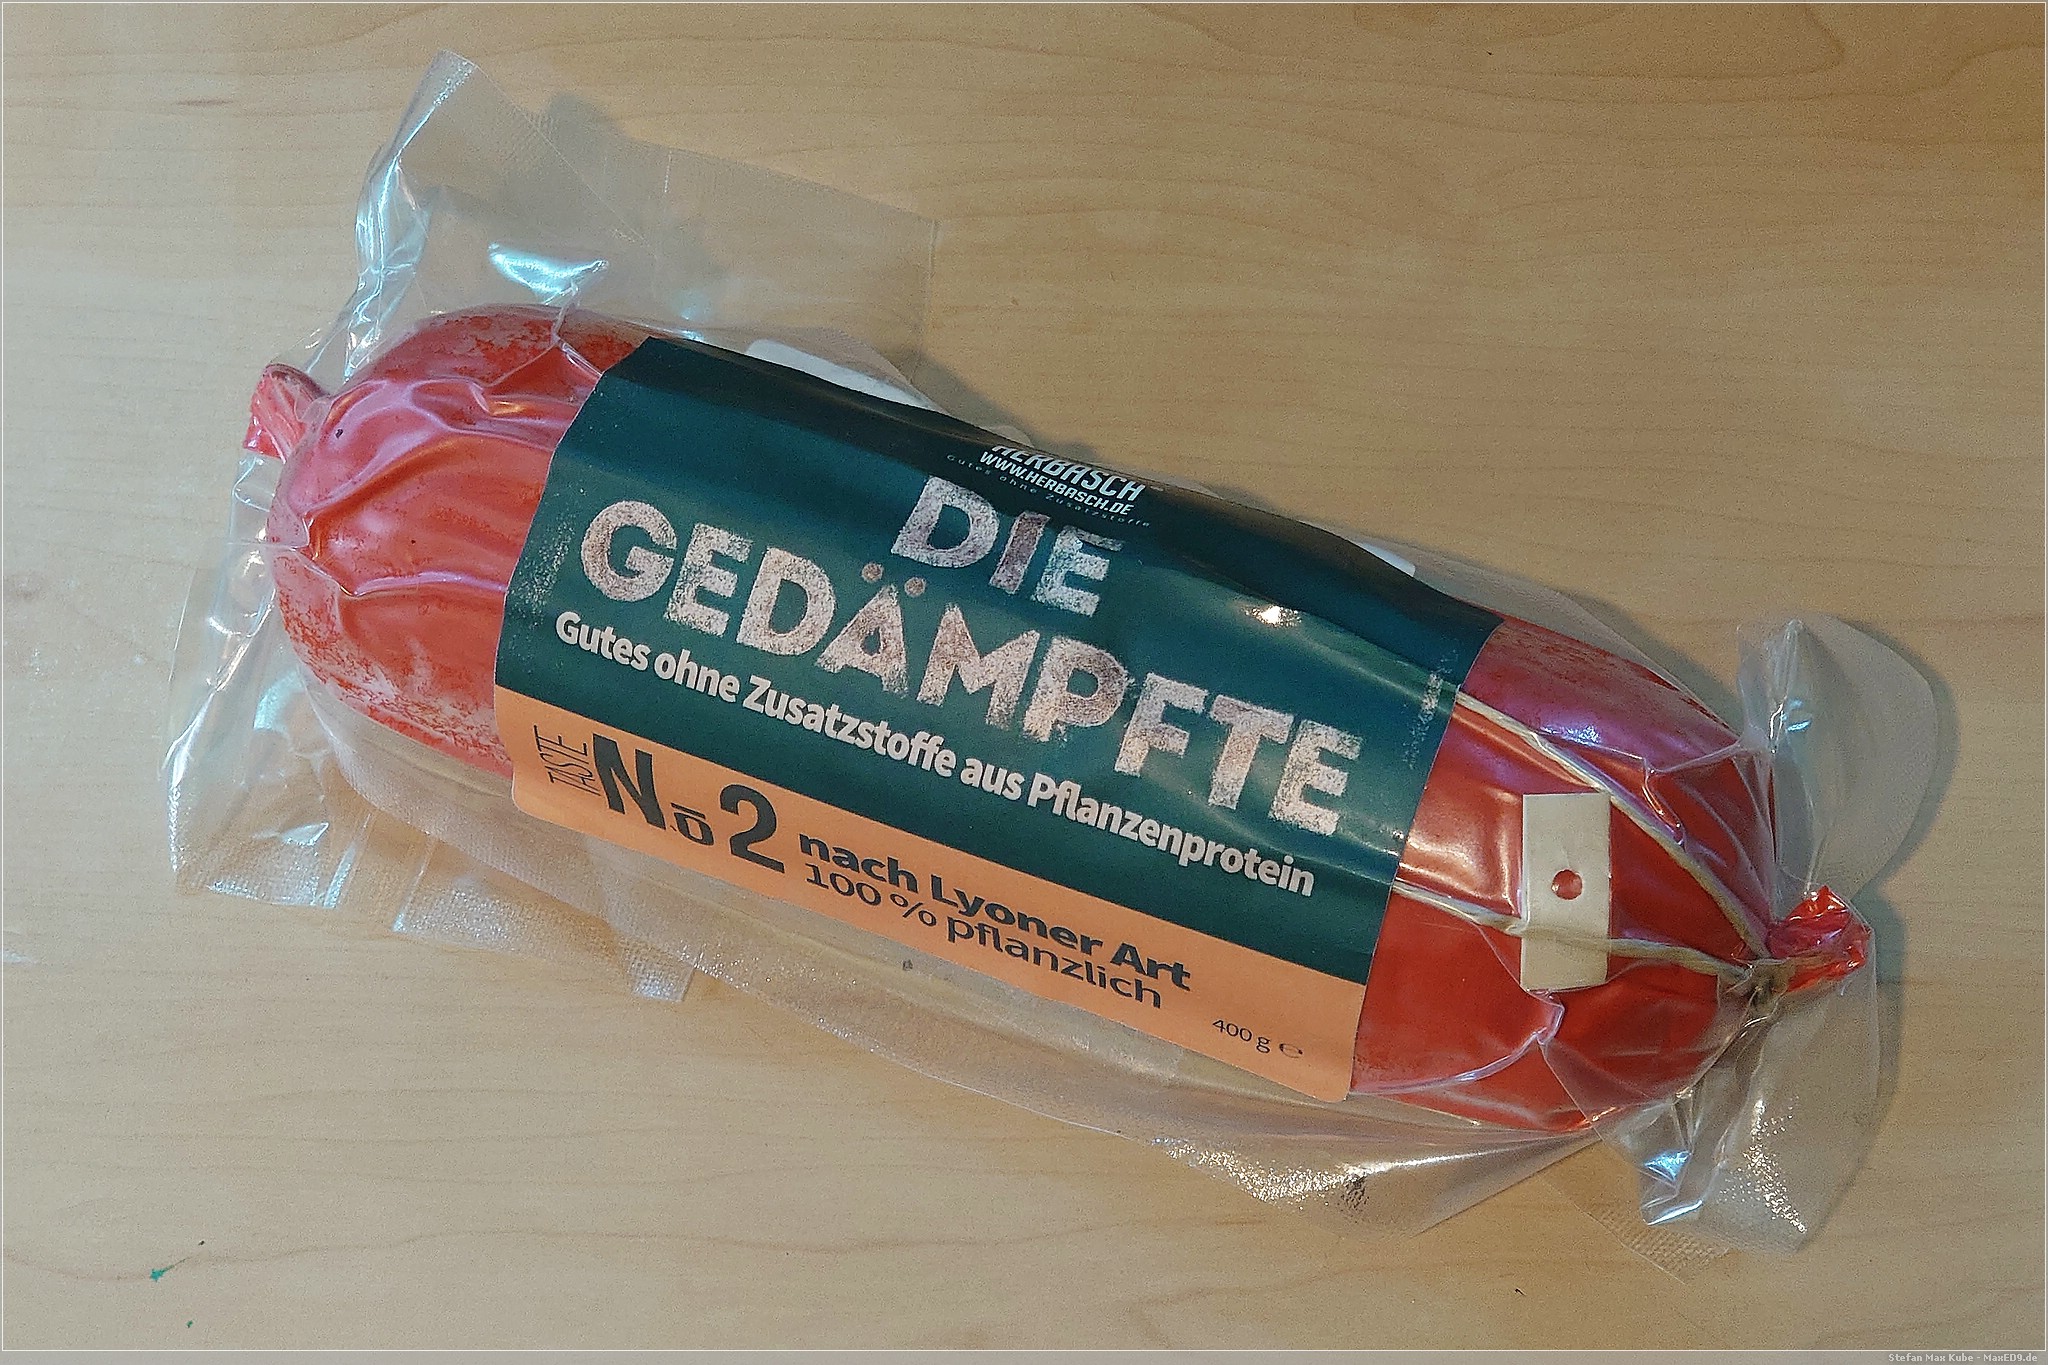 HERBASCH
WWW.HERBASCH.DE
Gutes ohne Zusatzstoffe
DIE
GEDÄMPFTE
Gutes ohne Zusatzstoffe aus Pflanzenprotein
TASTE
No 2
nach Lyoner Art
100 % pflanzlich
400 g ℮
Stefan Max Kube - MaxED9.de